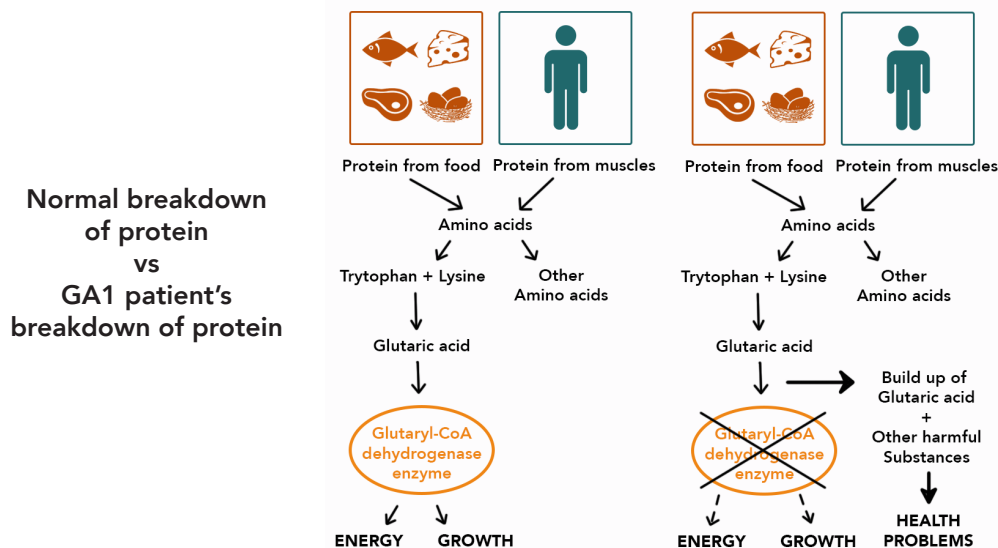 Normal breakdown
of protein
vs
GA1 patient's
breakdown of protein
Protein from food
Protein from muscles
Amino acids
Trytophan + Lysine
Other
Amino acids
Glutaric acid
Glutaryl-CoA
dehydrogenase
enzyme
ENERGY
GROWTH
Protein from food
Protein from muscles
Amino acids
Trytophan + Lysine
Other
Amino acids
Glutaric acid
Build up of
Glutaric acid
+
Other harmful
Substances
Glutaryl-CoA
dehydrogenase
enzyme
ENERGY
GROWTH
HEALTH
PROBLEMS